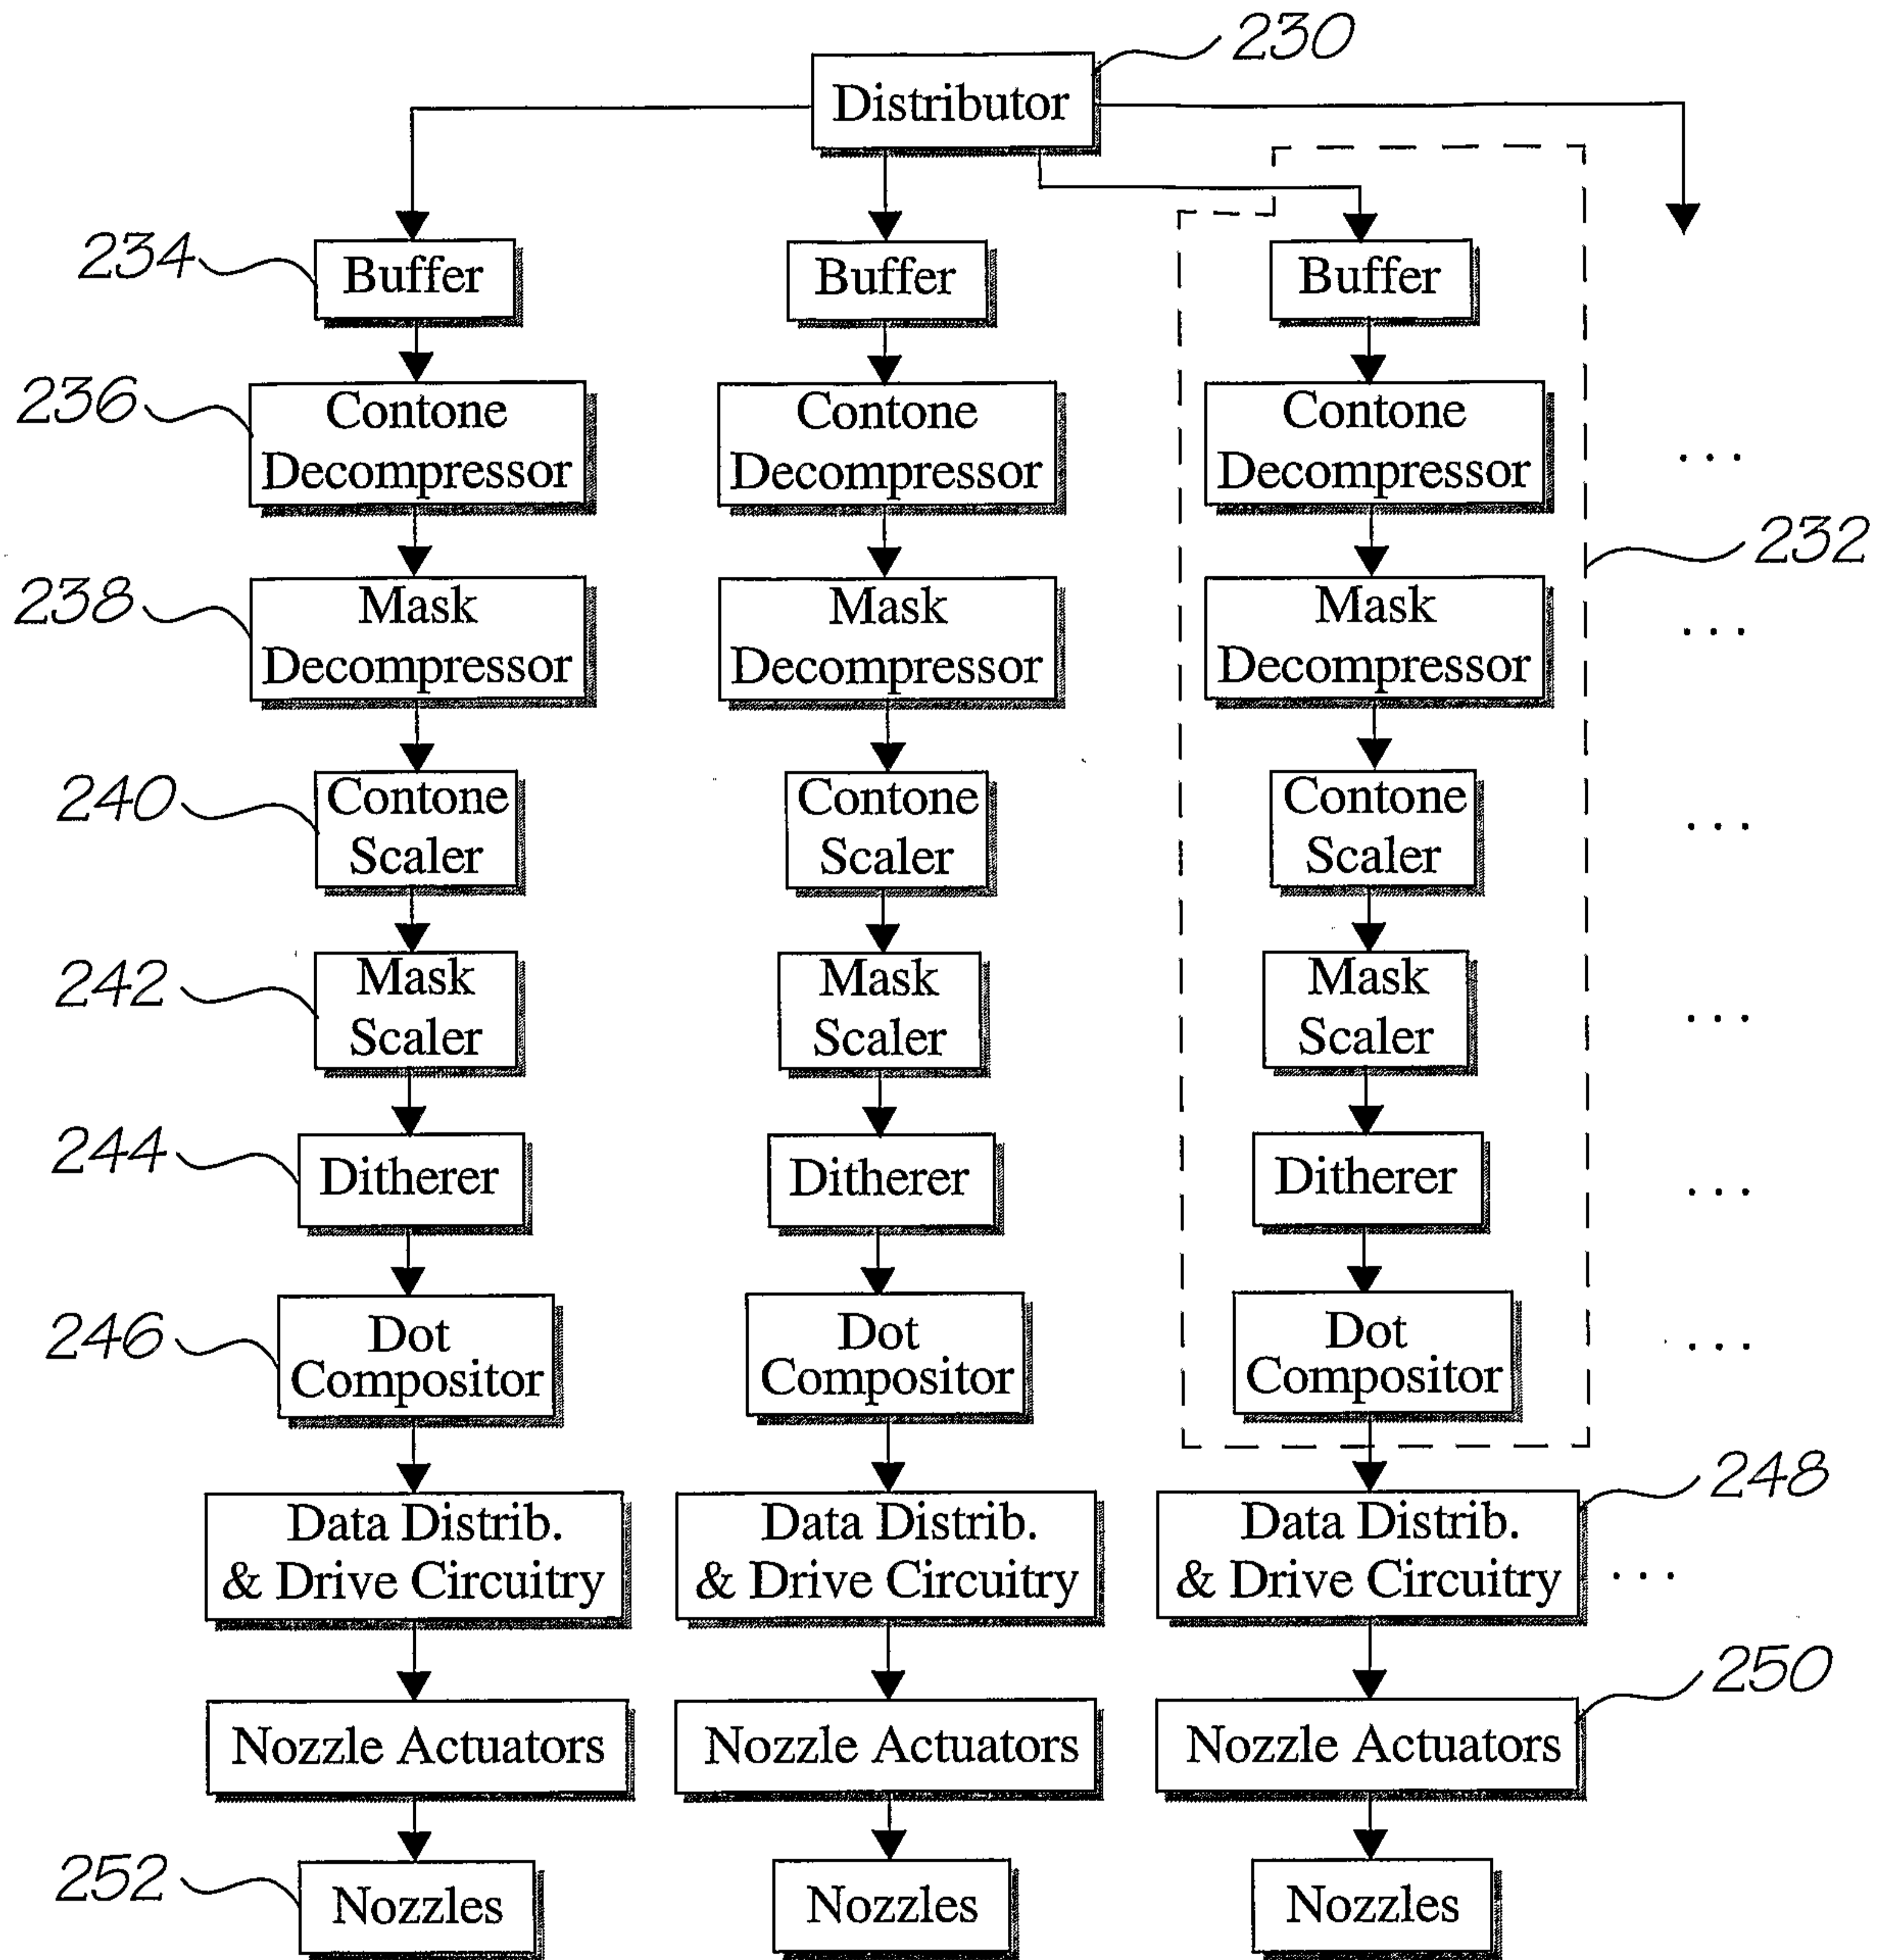 230
Distributor
234
Buffer
Buffer
Buffer
236
Contone
Decompressor
Contone
Decompressor
Contone
Decompressor
...
232
238
Mask
Decompressor
Mask
Decompressor
Mask
Decompressor
...
240
Contone
Scaler
Contone
Scaler
Contone
Scaler
...
242
Mask
Scaler
Mask
Scaler
Mask
Scaler
...
244
Ditherer
Ditherer
Ditherer
...
246
Dot
Compositor
Dot
Compositor
Dot
Compositor
...
248
Data Distrib.
& Drive Circuitry
Data Distrib.
& Drive Circuitry
Data Distrib.
& Drive Circuitry
...
250
Nozzle Actuators
Nozzle Actuators
Nozzle Actuators
252
Nozzles
Nozzles
Nozzles